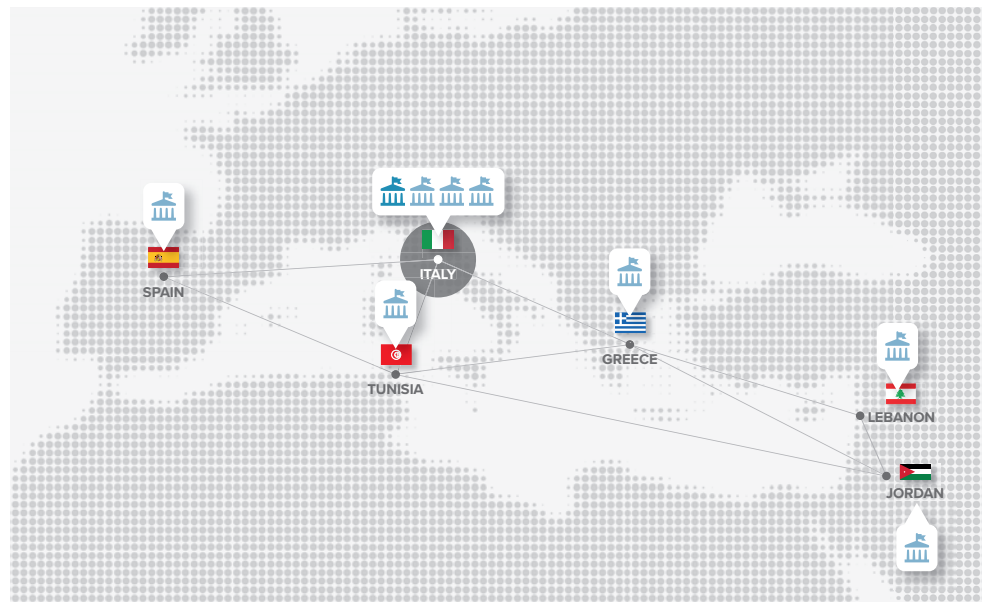 ITALY
SPAIN
GREECE
TUNISIA
LEBANON
JORDAN